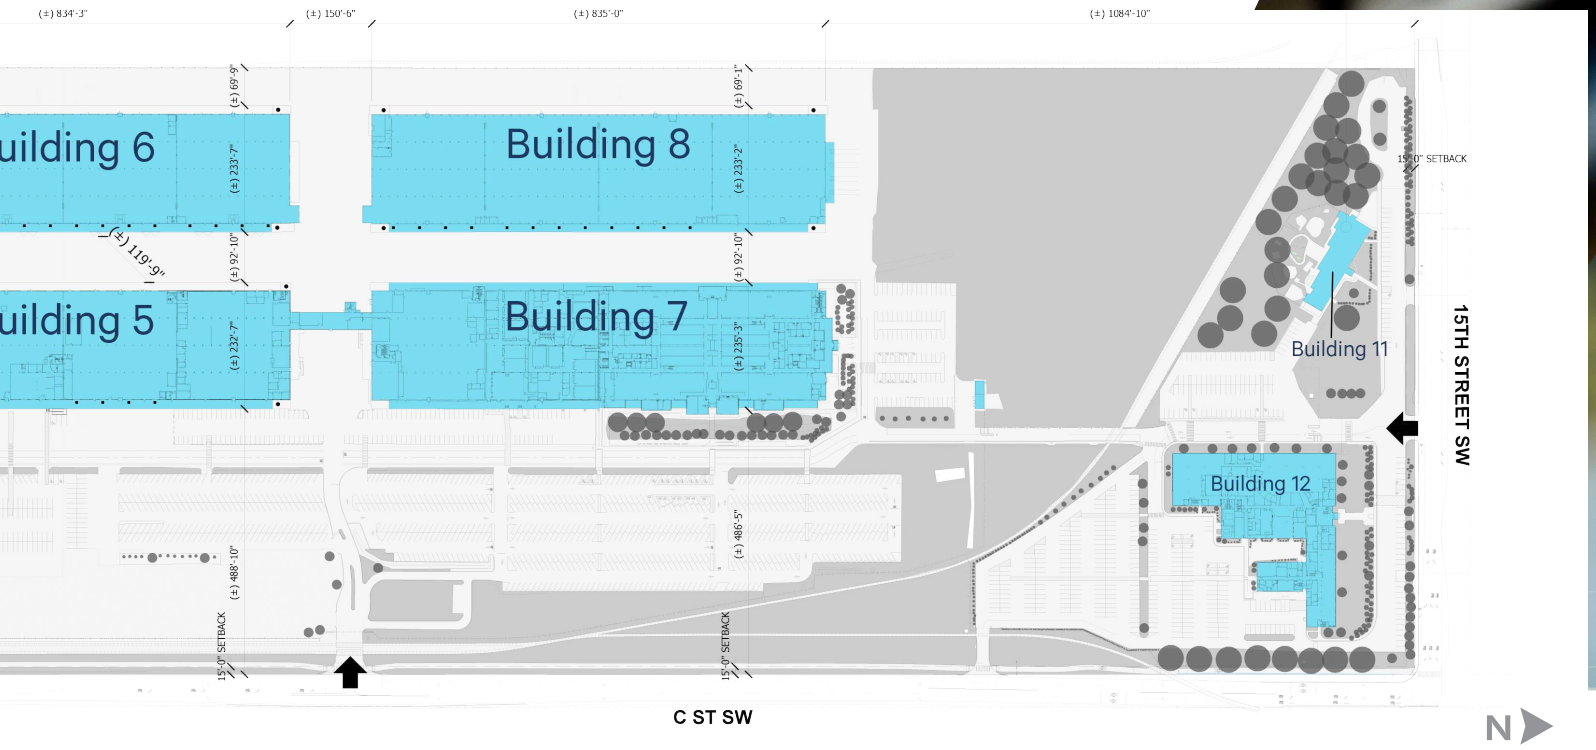 (±) 834'-3"
(±) 150'-6"
(±) 835'-0"
(±) 1084'-10"
(±) 69'-9"
(±) 69'-1"
uilding 6
Building 8
(±) 233'-7"
(±) 233'-2"
15'-0" SETBACK
(±) 119'-9"
(±) 92'-10"
(±) 92'-10"
uilding 5
Building 7
(±) 232'-7"
(±) 235'-3"
Building 11
15TH STREET SW
Building 12
(±) 488'-10"
(±) 486'-5"
15'-0" SETBACK
15'-0" SETBACK
C ST SW
N